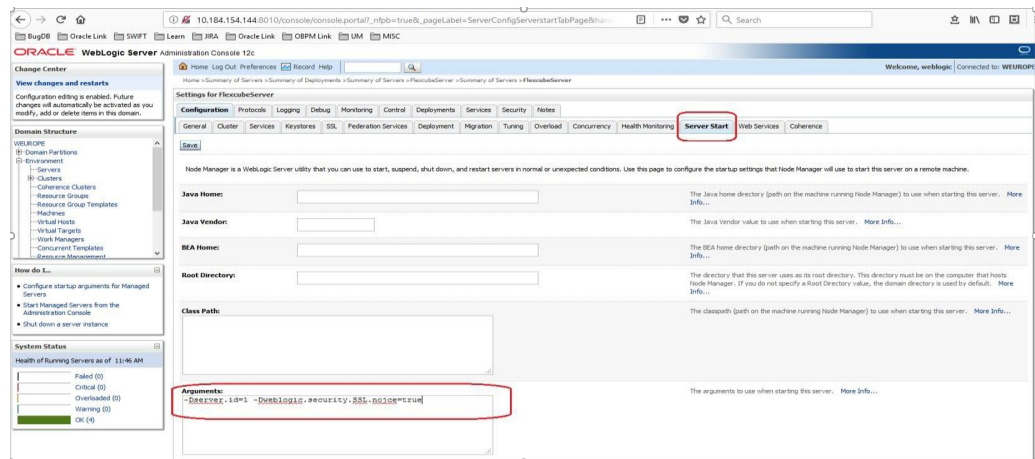 10.184.154.144:8010/console/console.portal?_nfpb=true&_pageLabel=ServerConfigServerstartTabPage&han
Search
BugDB Oracle Link SWIFT Learn JIRA Oracle Link OBPM Link UM MISC
ORACLE WebLogic Server Administration Console 12c
Change Center
View changes and restarts
Configuration editing is enabled. Future
changes will automatically be activated as you
modify, add or delete items in this domain.
Domain Structure
WEUROPE
Domain Partitions
Environment
Servers
Clusters
Coherence Clusters
Resource Groups
Resource Group Templates
Machines
Virtual Hosts
Virtual Targets
Work Managers
Concurrent Templates
Resource Management
How do I...
Configure startup arguments for Managed
Servers
Start Managed Servers from the
Administration Console
Shut down a server instance
System Status
Health of Running Servers as of 11:46 AM
Failed (0)
Critical (0)
Overloaded (0)
Warning (0)
OK (4)
Home Log Out Preferences Record Help
Welcome, weblogic Connected to: WEUROPE
Home >Summary of Servers >Summary of Deployments >Summary of Servers >FlexcubeServer >Summary of Servers >FlexcubeServer
Settings for FlexcubeServer
Configuration Protocols Logging Debug Monitoring Control Deployments Services Security Notes
General Cluster Services Keystores SSL Federation Services Deployment Migration Tuning Overload Concurrency Health Monitoring Server Start Web Services Coherence
Save
Node Manager is a WebLogic Server utility that you can use to start, suspend, shut down, and restart servers in normal or unexpected conditions. Use this page to configure the startup settings that Node Manager will use to start this server on a remote machine.
Java Home:
The Java home directory (path on the machine running Node Manager) to use when starting this server. More
Info...
Java Vendor:
The Java Vendor value to use when starting this server. More Info...
BEA Home:
The BEA home directory (path on the machine running Node Manager) to use when starting this server. More
Info...
Root Directory:
The directory that this server uses as its root directory. This directory must be on the computer that hosts
Node Manager. If you do not specify a Root Directory value, the domain directory is used by default. More
Info...
Class Path:
The classpath (path on the machine running Node Manager) to use when starting this server. More Info...
Arguments:
The arguments to use when starting this server. More Info...
-Dserver.id=1 -Dweblogic.security.SSL.nojce=true